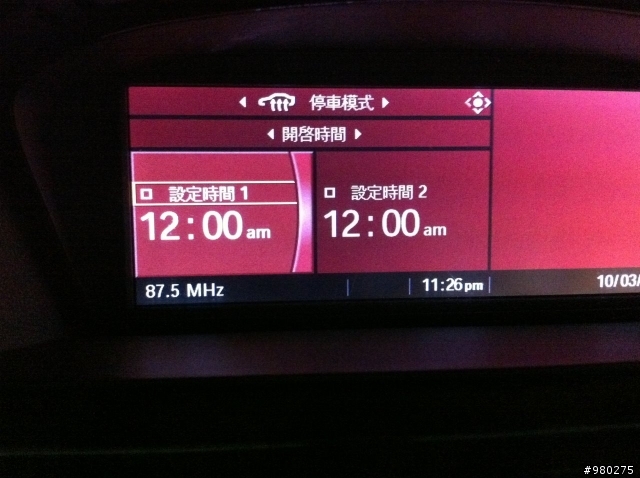 停車模式
開啓時間
設定時間 1
12:00 am
設定時間 2
12:00 am
87.5 MHz
11:26 pm
10/03/
#980275